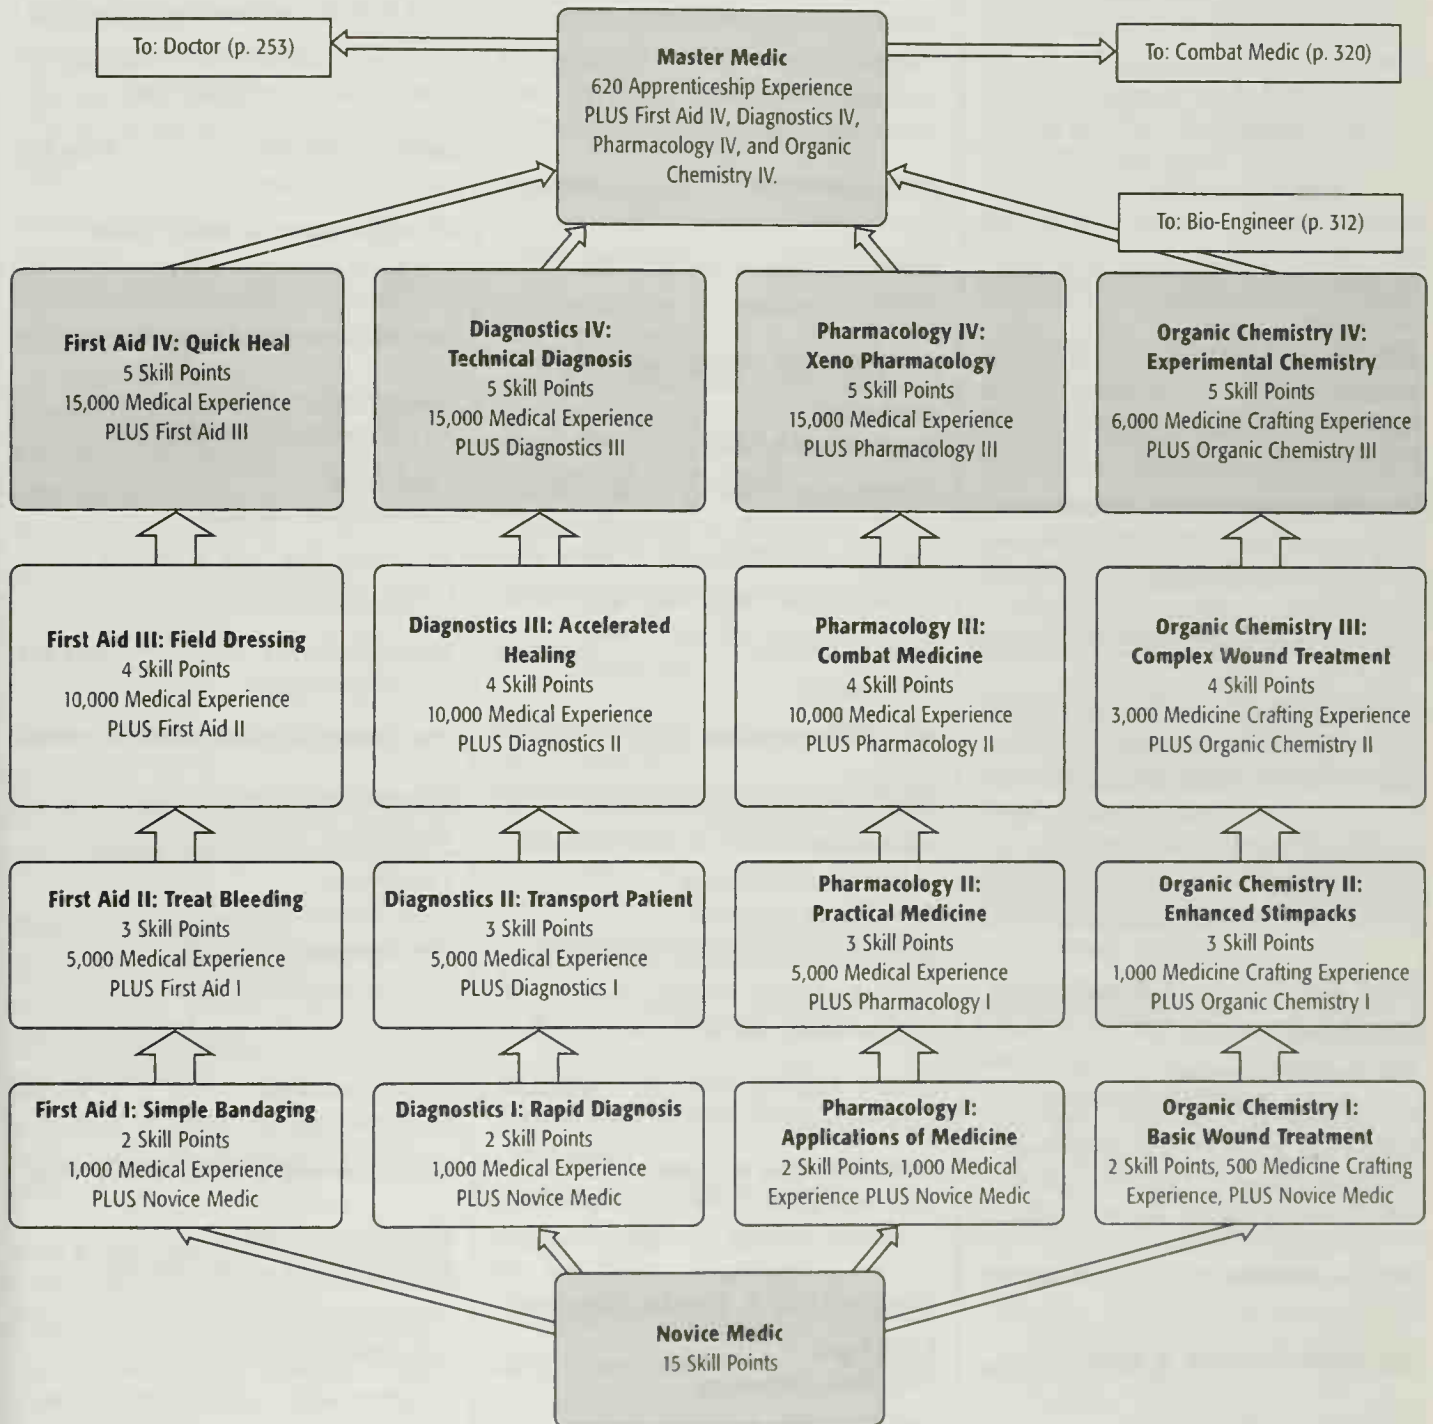 To: Doctor (p. 253)
Master Medic
620 Apprenticeship Experience
PLUS First Aid IV, Diagnostics IV,
Pharmacology IV, and Organic
Chemistry IV.
To: Combat Medic (p. 320)
To: Bio-Engineer (p. 312)
First Aid IV: Quick Heal
5 Skill Points
15,000 Medical Experience
PLUS First Aid III
Diagnostics IV:
Technical Diagnosis
5 Skill Points
15,000 Medical Experience
PLUS Diagnostics III
Pharmacology IV:
Xeno Pharmacology
5 Skill Points
15,000 Medical Experience
PLUS Pharmacology III
Organic Chemistry IV:
Experimental Chemistry
5 Skill Points
6,000 Medicine Crafting Experience
PLUS Organic Chemistry III
First Aid III: Field Dressing
4 Skill Points
10,000 Medical Experience
PLUS First Aid II
Diagnostics III: Accelerated
Healing
4 Skill Points
10,000 Medical Experience
PLUS Diagnostics II
Pharmacology III:
Combat Medicine
4 Skill Points
10,000 Medical Experience
PLUS Pharmacology II
Organic Chemistry III:
Complex Wound Treatment
4 Skill Points
3,000 Medicine Crafting Experience
PLUS Organic Chemistry II
First Aid II: Treat Bleeding
3 Skill Points
5,000 Medical Experience
PLUS First Aid I
Diagnostics II: Transport Patient
3 Skill Points
5,000 Medical Experience
PLUS Diagnostics I
Pharmacology II:
Practical Medicine
3 Skill Points
5,000 Medical Experience
PLUS Pharmacology I
Organic Chemistry II:
Enhanced Stimpacks
3 Skill Points
1,000 Medicine Crafting Experience
PLUS Organic Chemistry I
First Aid I: Simple Bandaging
2 Skill Points
1,000 Medical Experience
PLUS Novice Medic
Diagnostics I: Rapid Diagnosis
2 Skill Points
1,000 Medical Experience
PLUS Novice Medic
Pharmacology I:
Applications of Medicine
2 Skill Points, 1,000 Medical
Experience PLUS Novice Medic
Organic Chemistry I:
Basic Wound Treatment
2 Skill Points, 500 Medicine Crafting
Experience, PLUS Novice Medic
Novice Medic
15 Skill Points